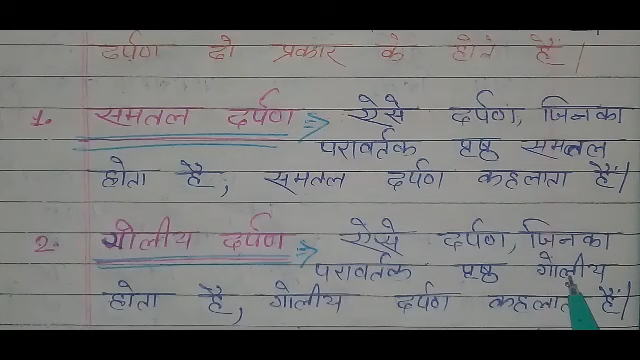 दर्पण दो प्रकार के होते हैं।
1. समतल दर्पण ⇒ ऐसे दर्पण, जिनका
परावर्तक पृष्ठ समतल
होता है, समतल दर्पण कहलाता है।
2. गोलीय दर्पण ⇒ ऐसे दर्पण, जिनका
परावर्तक पृष्ठ गोलीय
होता है, गोलीय दर्पण कहलाता हैं।